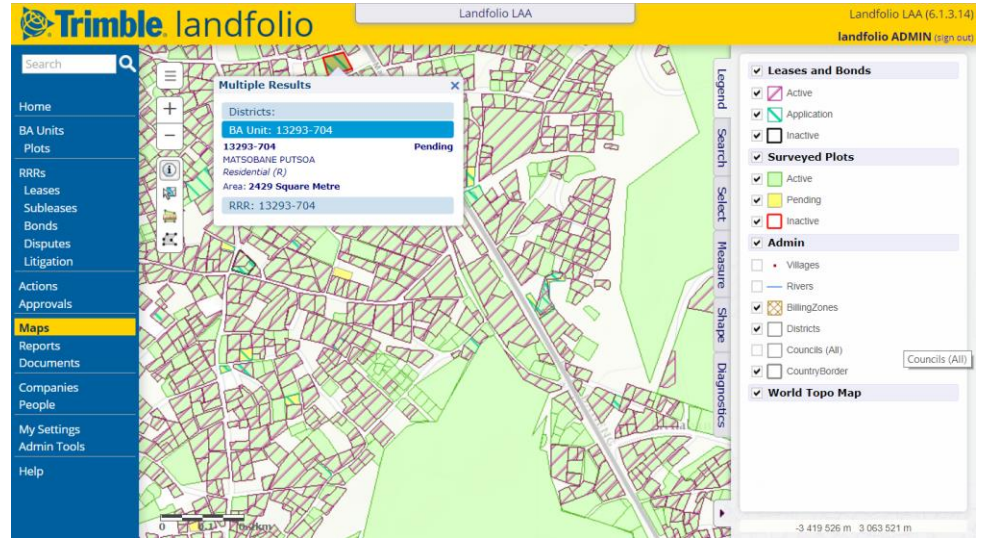 Trimble. landfolio
Landfolio LAA
Landfolio LAA (6.1.3.14)
landfolio ADMIN (sign out)
Search
Home
BA Units
Plots
RRRs
Leases
Subleases
Bonds
Disputes
Litigation
Actions
Approvals
Maps
Reports
Documents
Companies
People
My Settings
Admin Tools
Help
Multiple Results
Districts:
BA Unit: 13293-704
13293-704 Pending
MATSOBANE PUTSOA
Residential (R)
Area: 2429 Square Metre
RRR: 13293-704
0
Legend
Search
Select
Measure
Shape
Diagnostics
Leases and Bonds
Active
Application
Inactive
Surveyed Plots
Active
Pending
Inactive
Admin
Villages
Rivers
BillingZones
Districts
Councils (All)
Councils (All)
CountryBorder
World Topo Map
-3 419 526 m 3 063 521 m